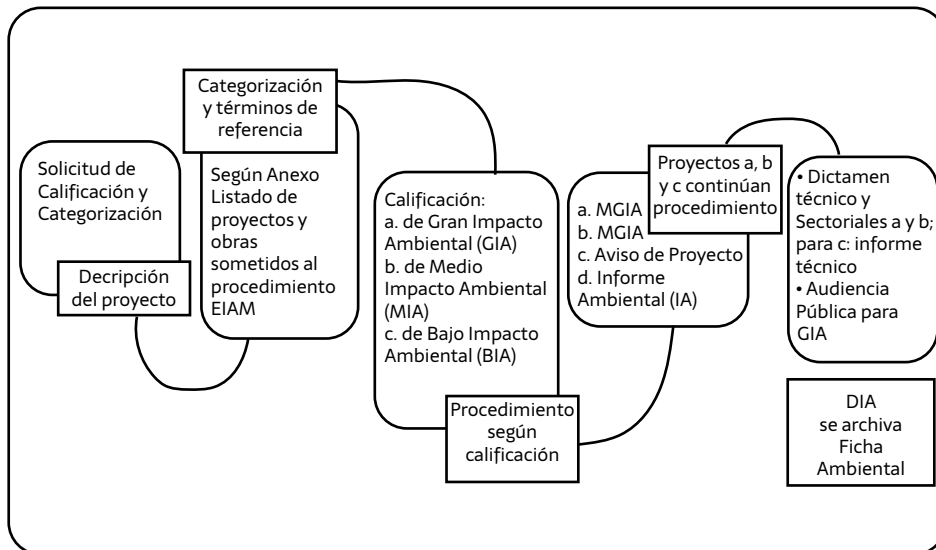 Solicitud de
Calificación y
Categorización
Decripción
del proyecto
Categorización
y términos de
referencia
Según Anexo
Listado de
proyectos y
obras
sometidos al
procedimiento
EIAM
Calificación:
a. de Gran Impacto
Ambiental (GIA)
b. de Medio
Impacto Ambiental
(MIA)
c. de Bajo Impacto
Ambiental (BIA)
Procedimiento
según
calificación
a. MGIA
b. MGIA
c. Aviso de Proyecto
d. Informe
Ambiental (IA)
Proyectos a, b
y c continúan
procedimiento
• Dictamen
técnico y
Sectoriales a y b;
para c: informe
técnico
• Audiencia
Pública para
GIA
DIA
se archiva
Ficha
Ambiental